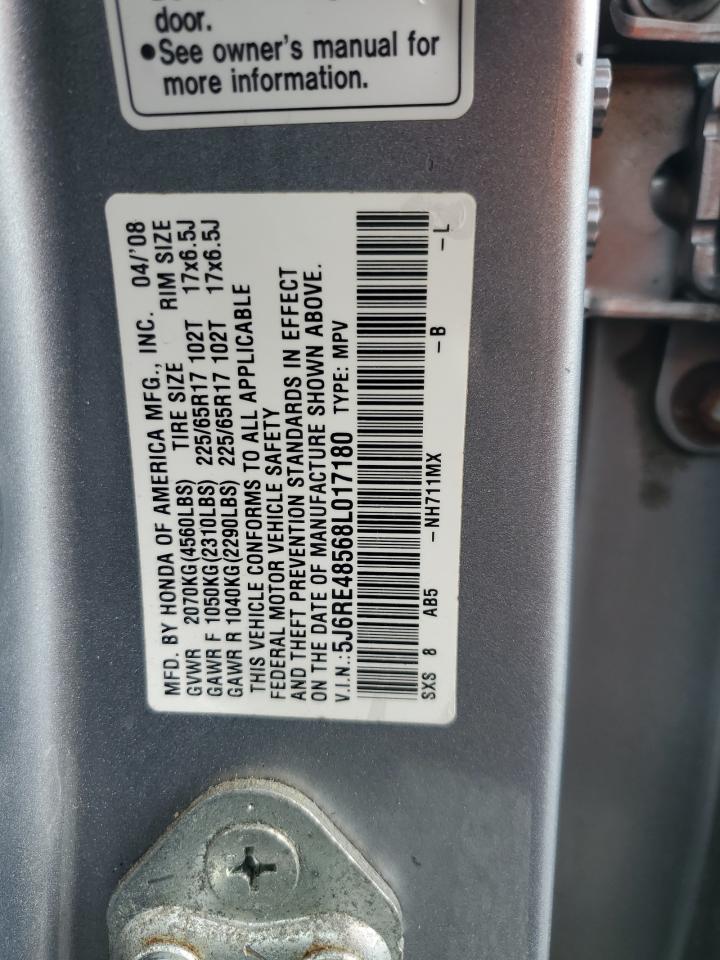 door.
●See owner's manual for
more information.
MFD. BY HONDA OF AMERICA MFG., INC. 04/'08
GVWR 2070KG(4560LBS) TIRE SIZE RIM SIZE
GAWR F 1050KG(2310LBS) 225/65R17 102T 17x6.5J
GAWR R 1040KG(2290LBS) 225/65R17 102T 17x6.5J
THIS VEHICLE CONFORMS TO ALL APPLICABLE
FEDERAL MOTOR VEHICLE SAFETY
AND THEFT PREVENTION STANDARDS IN EFFECT
ON THE DATE OF MANUFACTURE SHOWN ABOVE.
V.I.N.:5J6RE48568L017180 TYPE: MPV
SXS 8 AB5 -NH711MX -B -L